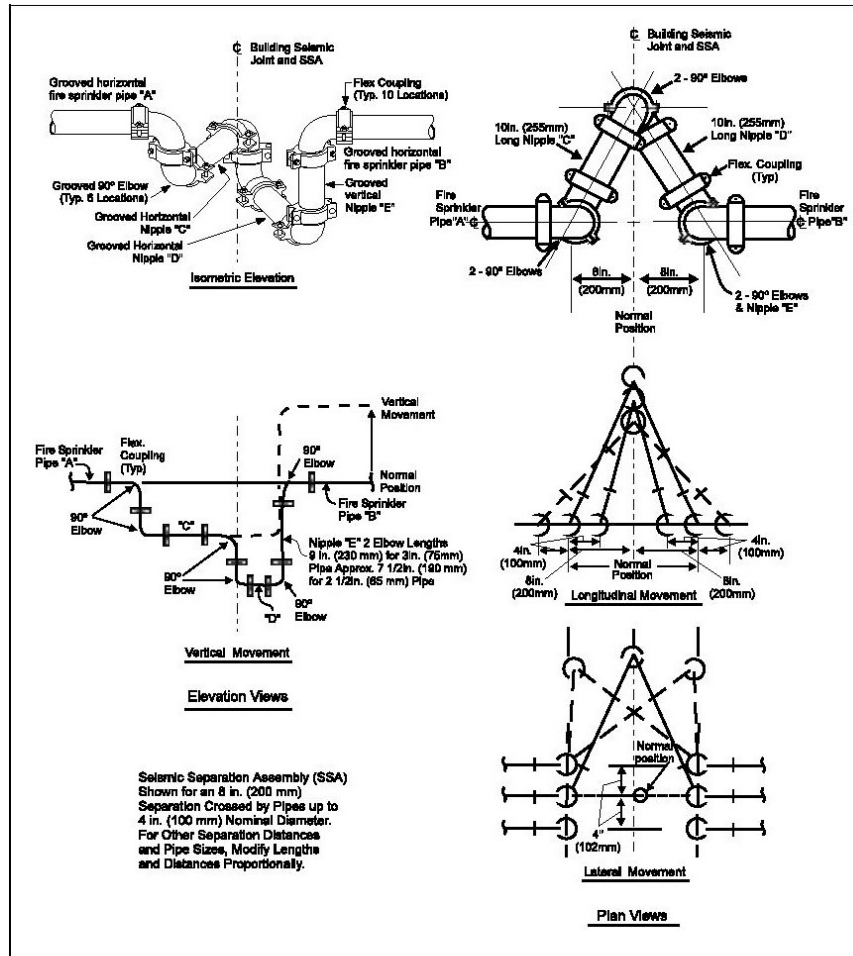 ℄ Building Seismic
Joint and SSA
Grooved horizontal
fire sprinkler pipe "A"
Flex Coupling
(Typ. 10 Locations)
Grooved horizontal
fire sprinkler pipe "B"
Grooved 90° Elbow
(Typ. 6 Locations)
Grooved
vertical
Nipple "E"
Grooved Horizontal
Nipple "C"
Grooved Horizontal
Nipple "D"
Isometric Elevation
℄ Building Seismic
Joint and SSA
2 - 90° Elbows
10in. (255mm)
Long Nipple "C"
10in. (255mm)
Long Nipple "D"
Flex. Coupling
(Typ)
Fire
Sprinkler
℄ Pipe"A"
Fire
Sprinkler
℄ Pipe"B"
2 - 90° Elbows
8in.
(200mm)
8in.
(200mm)
2 - 90° Elbows
& Nipple "E"
Normal
Position
Vertical
Movement
Fire Sprinkler
Pipe "A"
Flex.
Coupling
(Typ)
90°
Elbow
Normal
Position
Fire Sprinkler
Pipe "B"
90°
Elbow
"C"
Nipple "E" 2 Elbow Lengths
9 in. (230 mm) for 3in. (75mm)
Pipe Approx. 7 1/2in. (190 mm)
for 2 1/2in. (65 mm) Pipe
90°
Elbow
"D"
90°
Elbow
Vertical Movement
Elevation Views
4in.
(100mm)
4in.
(100mm)
8in.
(200mm)
Normal
Position
8in.
(200mm)
Longitudinal Movement
Normal
position
4"
(102mm)
Lateral Movement
Plan Views
Seismic Separation Assembly (SSA)
Shown for an 8 in. (200 mm)
Separation Crossed by Pipes up to
4 in. (100 mm) Nominal Diameter.
For Other Separation Distances
and Pipe Sizes, Modify Lengths
and Distances Proportionally.